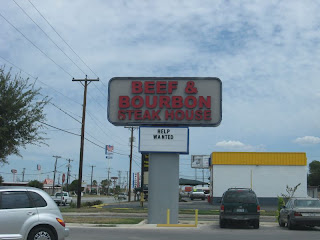 BEEF &
BOURBON
STEAK HOUSE
HELP
WANTED